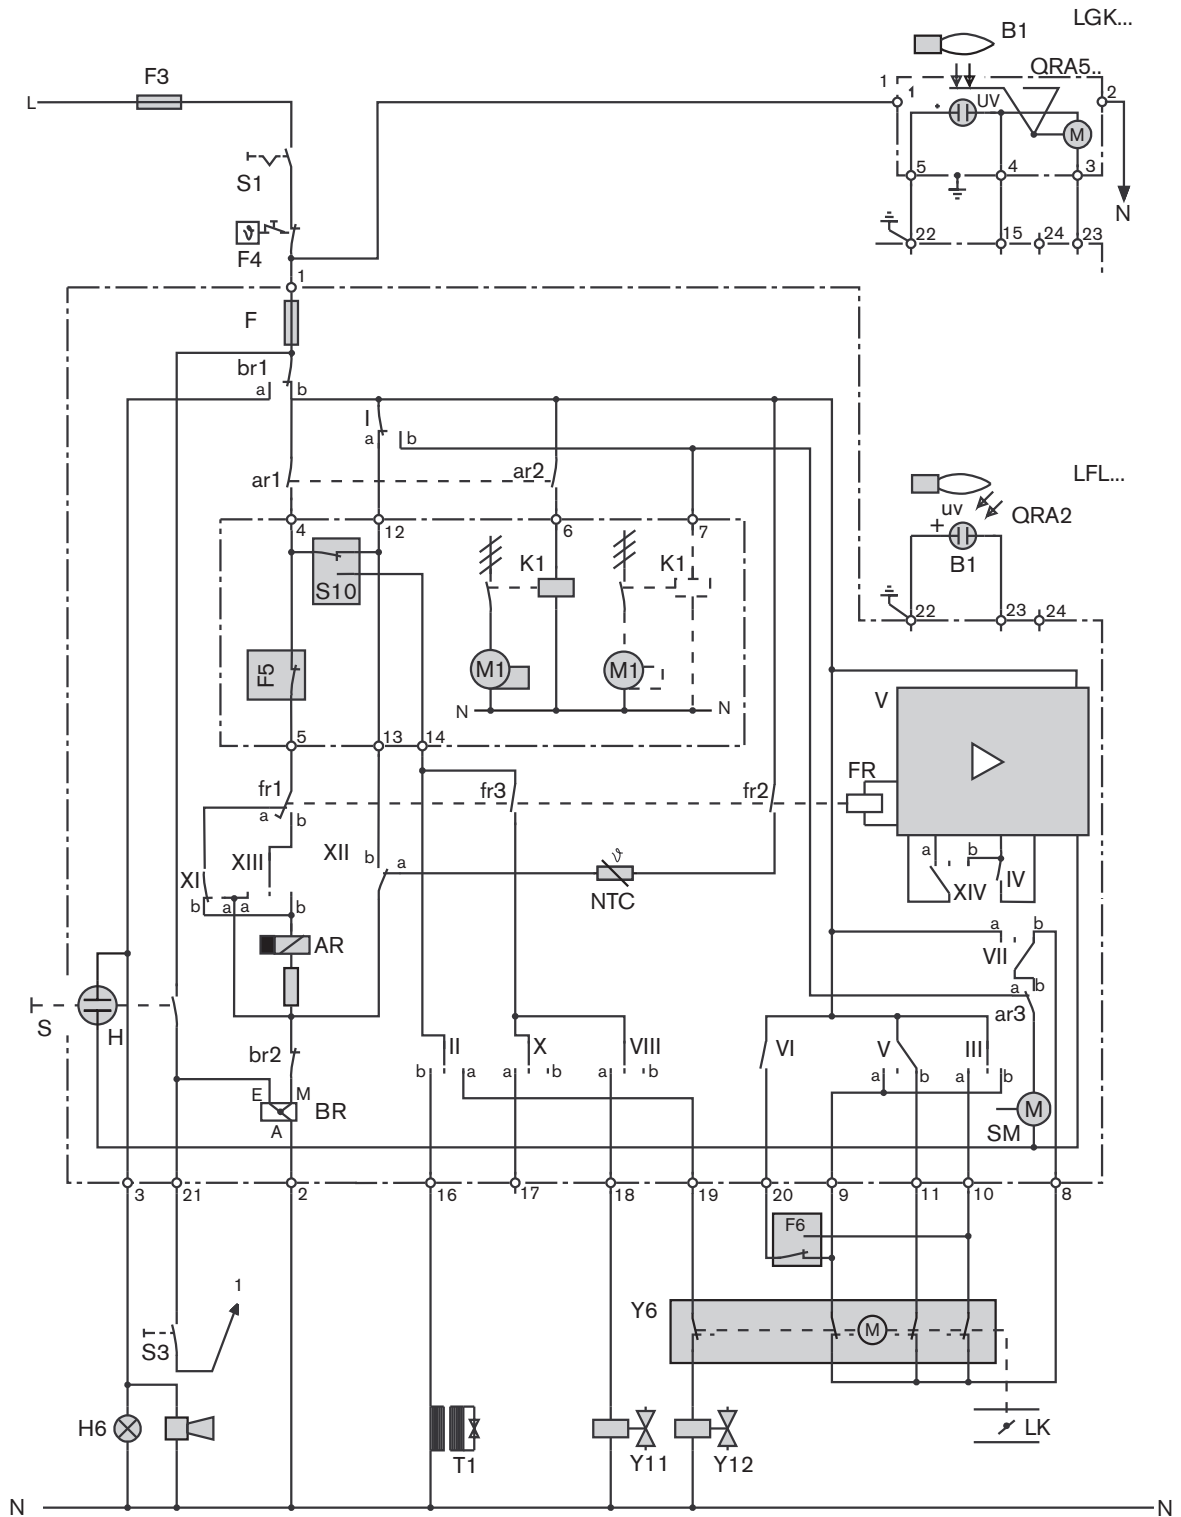 LGK...
B1
F3
QRA5..
L
1
1
UV
2
M
S1
5
4
3
N
F4
22
15
24
23
1
F
br1
a
b
I
a
b
ar1
ar2
LFL...
uv
QRA2
+
B1
4
12
6
7
K1
K1
S10
22
23
24
F5
M1
M1
V
N
N
5
13
14
FR
fr1
fr3
fr2
a
b
XIII
XII
b
a
ϑ
a
b
XI
XIV
IV
NTC
b
a
a
b
a
b
AR
VII
a
b
S
H
ar3
br2
II
X
VIII
VI
V
III
b
a
a
b
a
b
a
b
a
b
E
M
BR
M
A
SM
3
21
2
16
17
18
19
20
9
11
10
8
F6
1
Y6
M
S3
H6
LK
T1
Y11
Y12
N
N